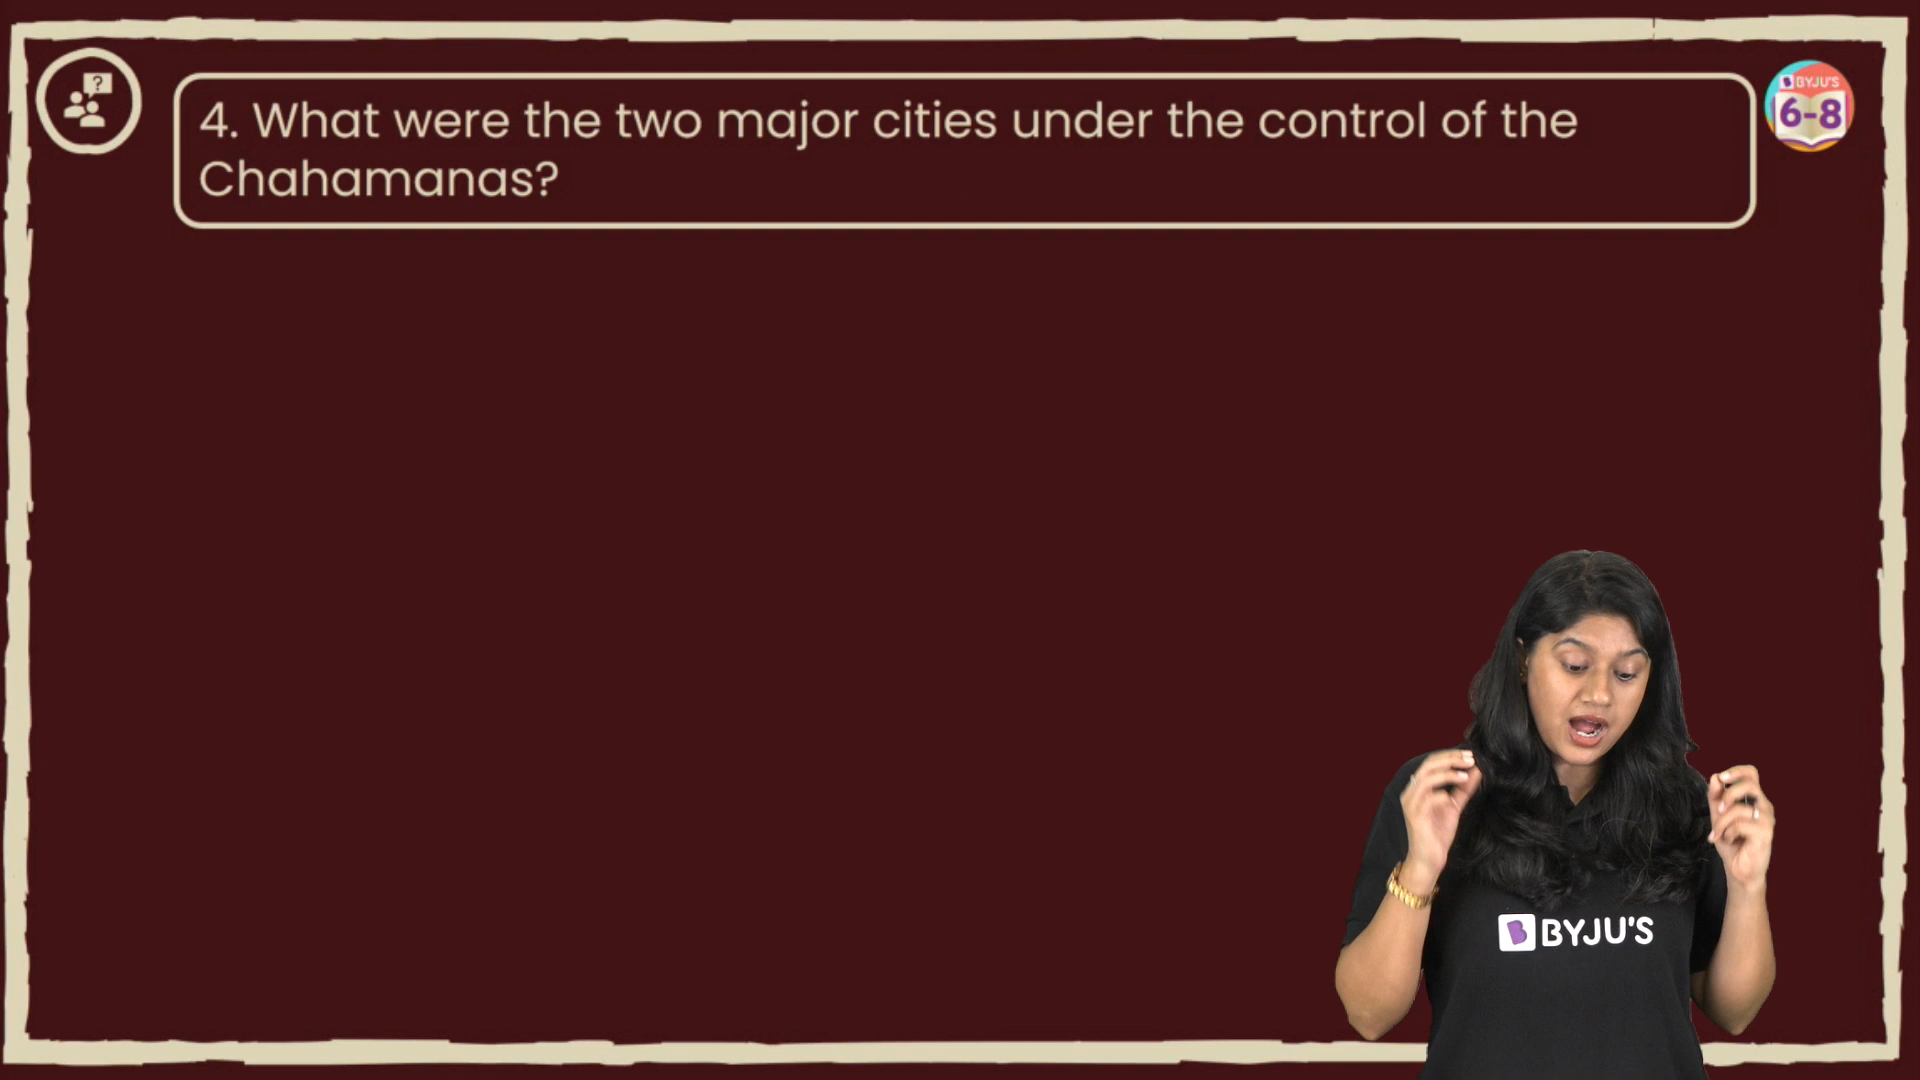 ?
BYJU'S
6-8
4. What were the two major cities under the control of the
Chahamanas?
BYJU'S